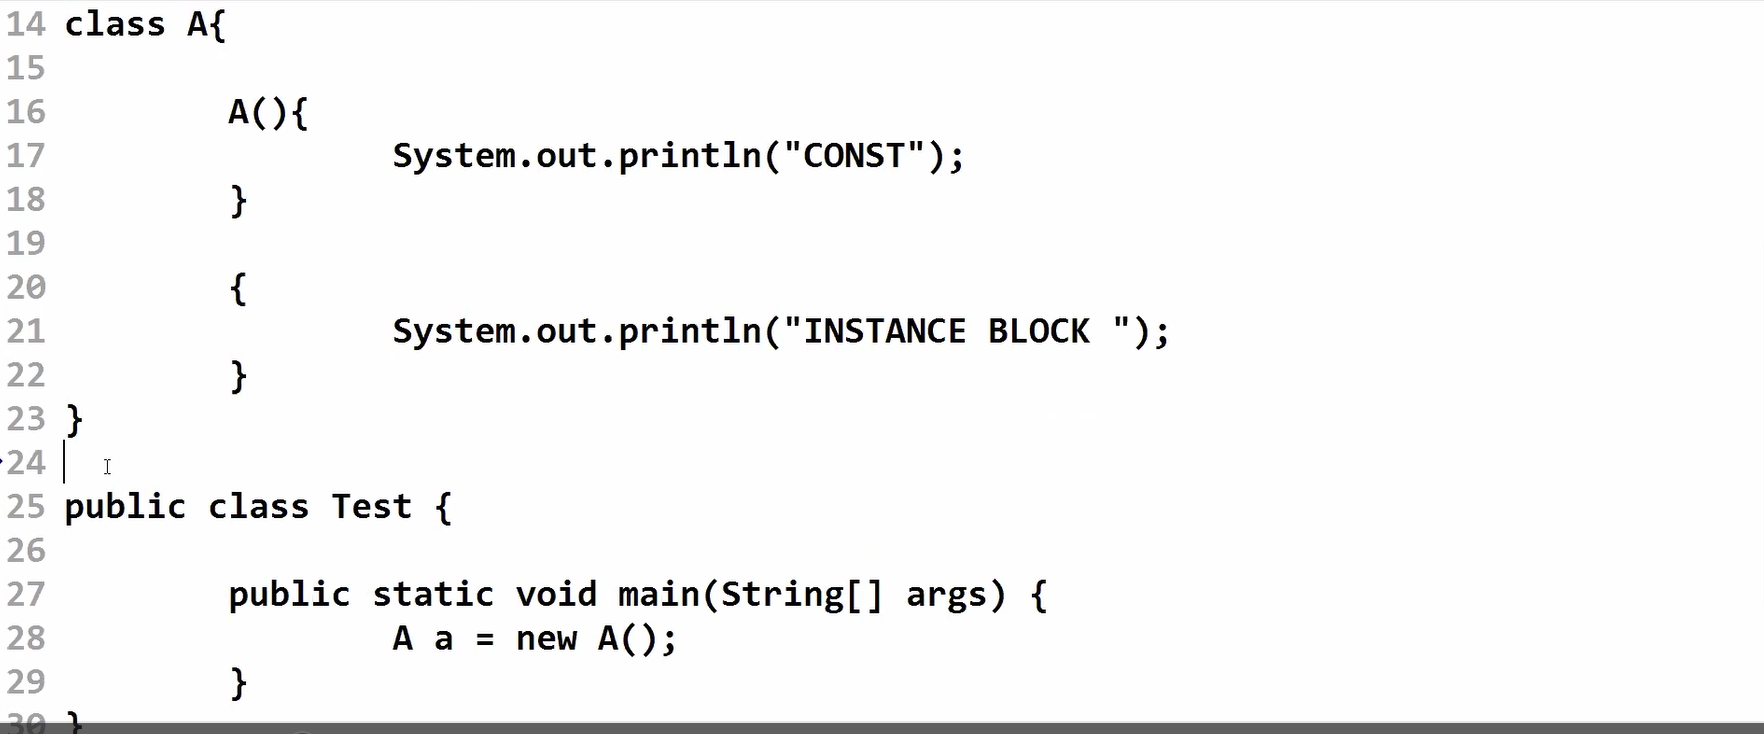 14 class A{
15
16 A(){
17 System.out.println("CONST");
18 }
19
20 {
21 System.out.println("INSTANCE BLOCK ");
22 }
23 }
24
25 public class Test {
26
27 public static void main(String[] args) {
28 A a = new A();
29 }
30 }